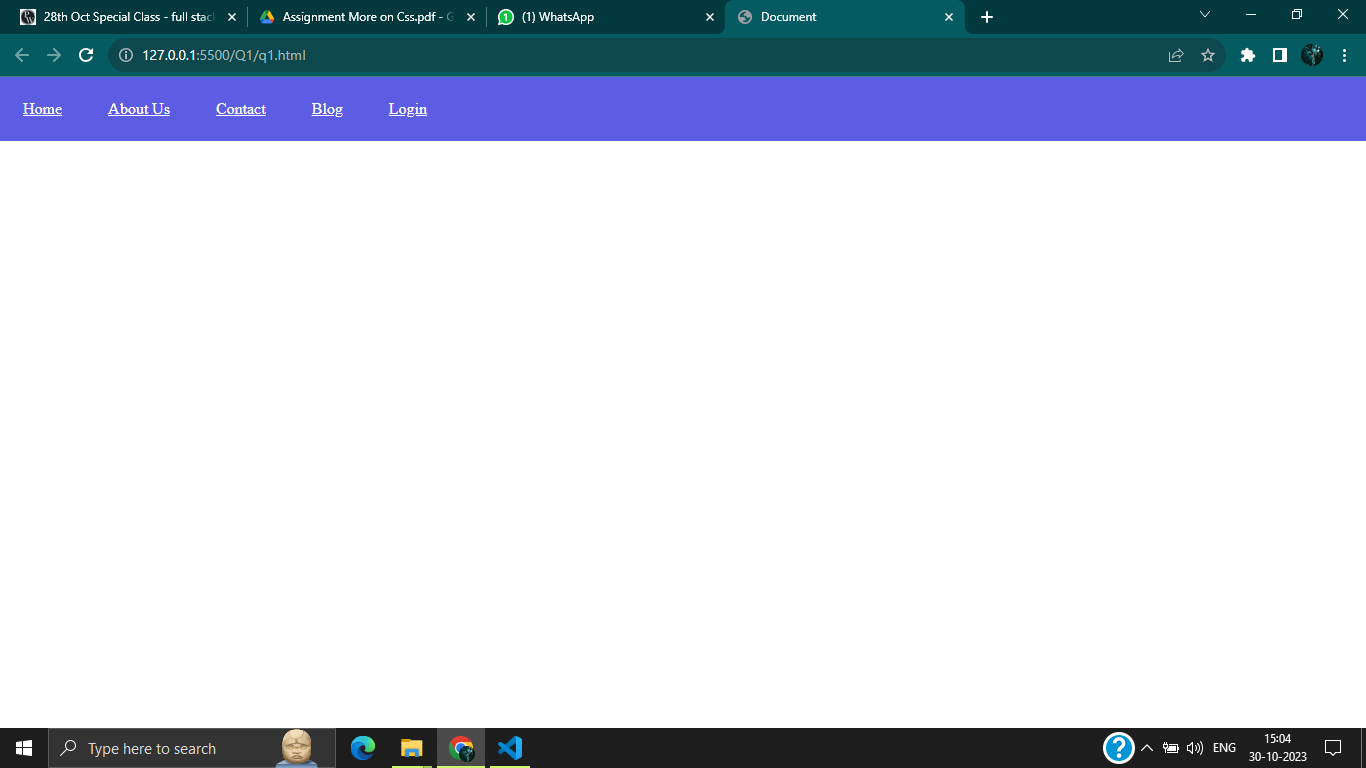 28th Oct Special Class - full stac
Assignment More on Css.pdf - G
1
(1) WhatsApp
Document
127.0.0.1:5500/Q1/q1.html
Home About Us Contact Blog Login
Type here to search
?
ENG
15:04
30-10-2023